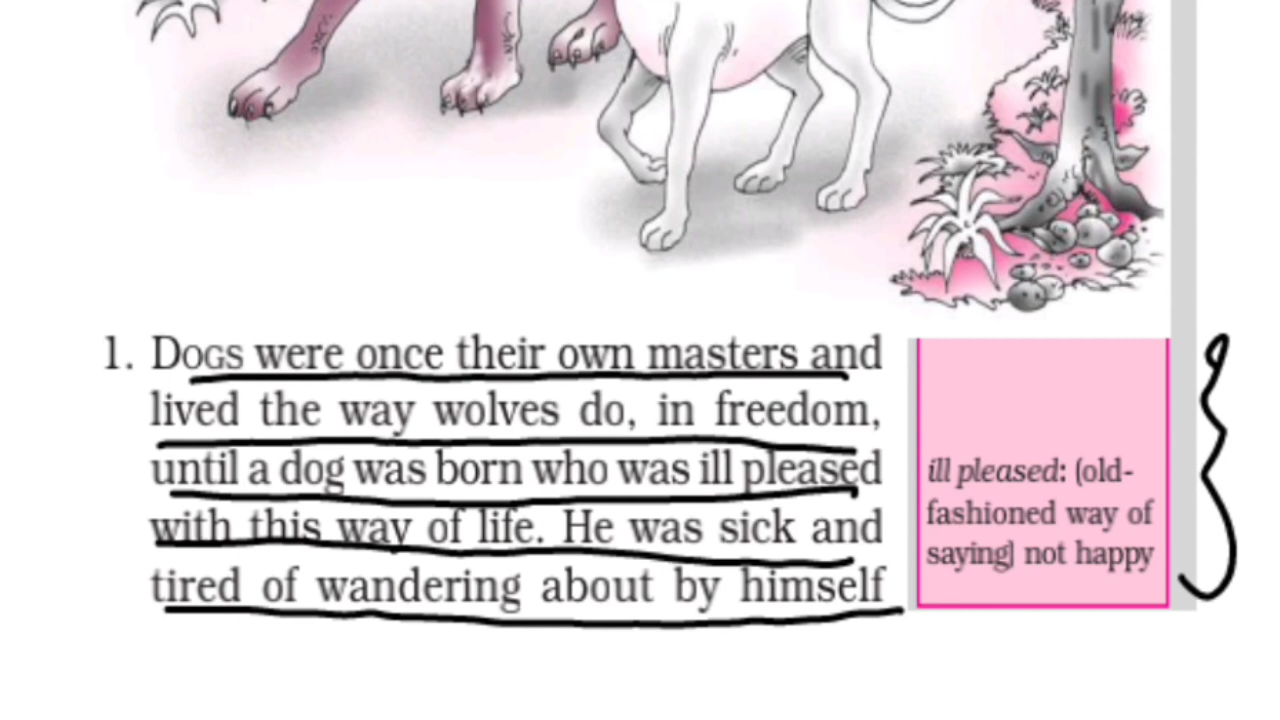 1. DOGS were once their own masters and
lived the way wolves do, in freedom,
until a dog was born who was ill pleased
with this way of life. He was sick and
tired of wandering about by himself
ill pleased: (old-
fashioned way of
saying) not happy